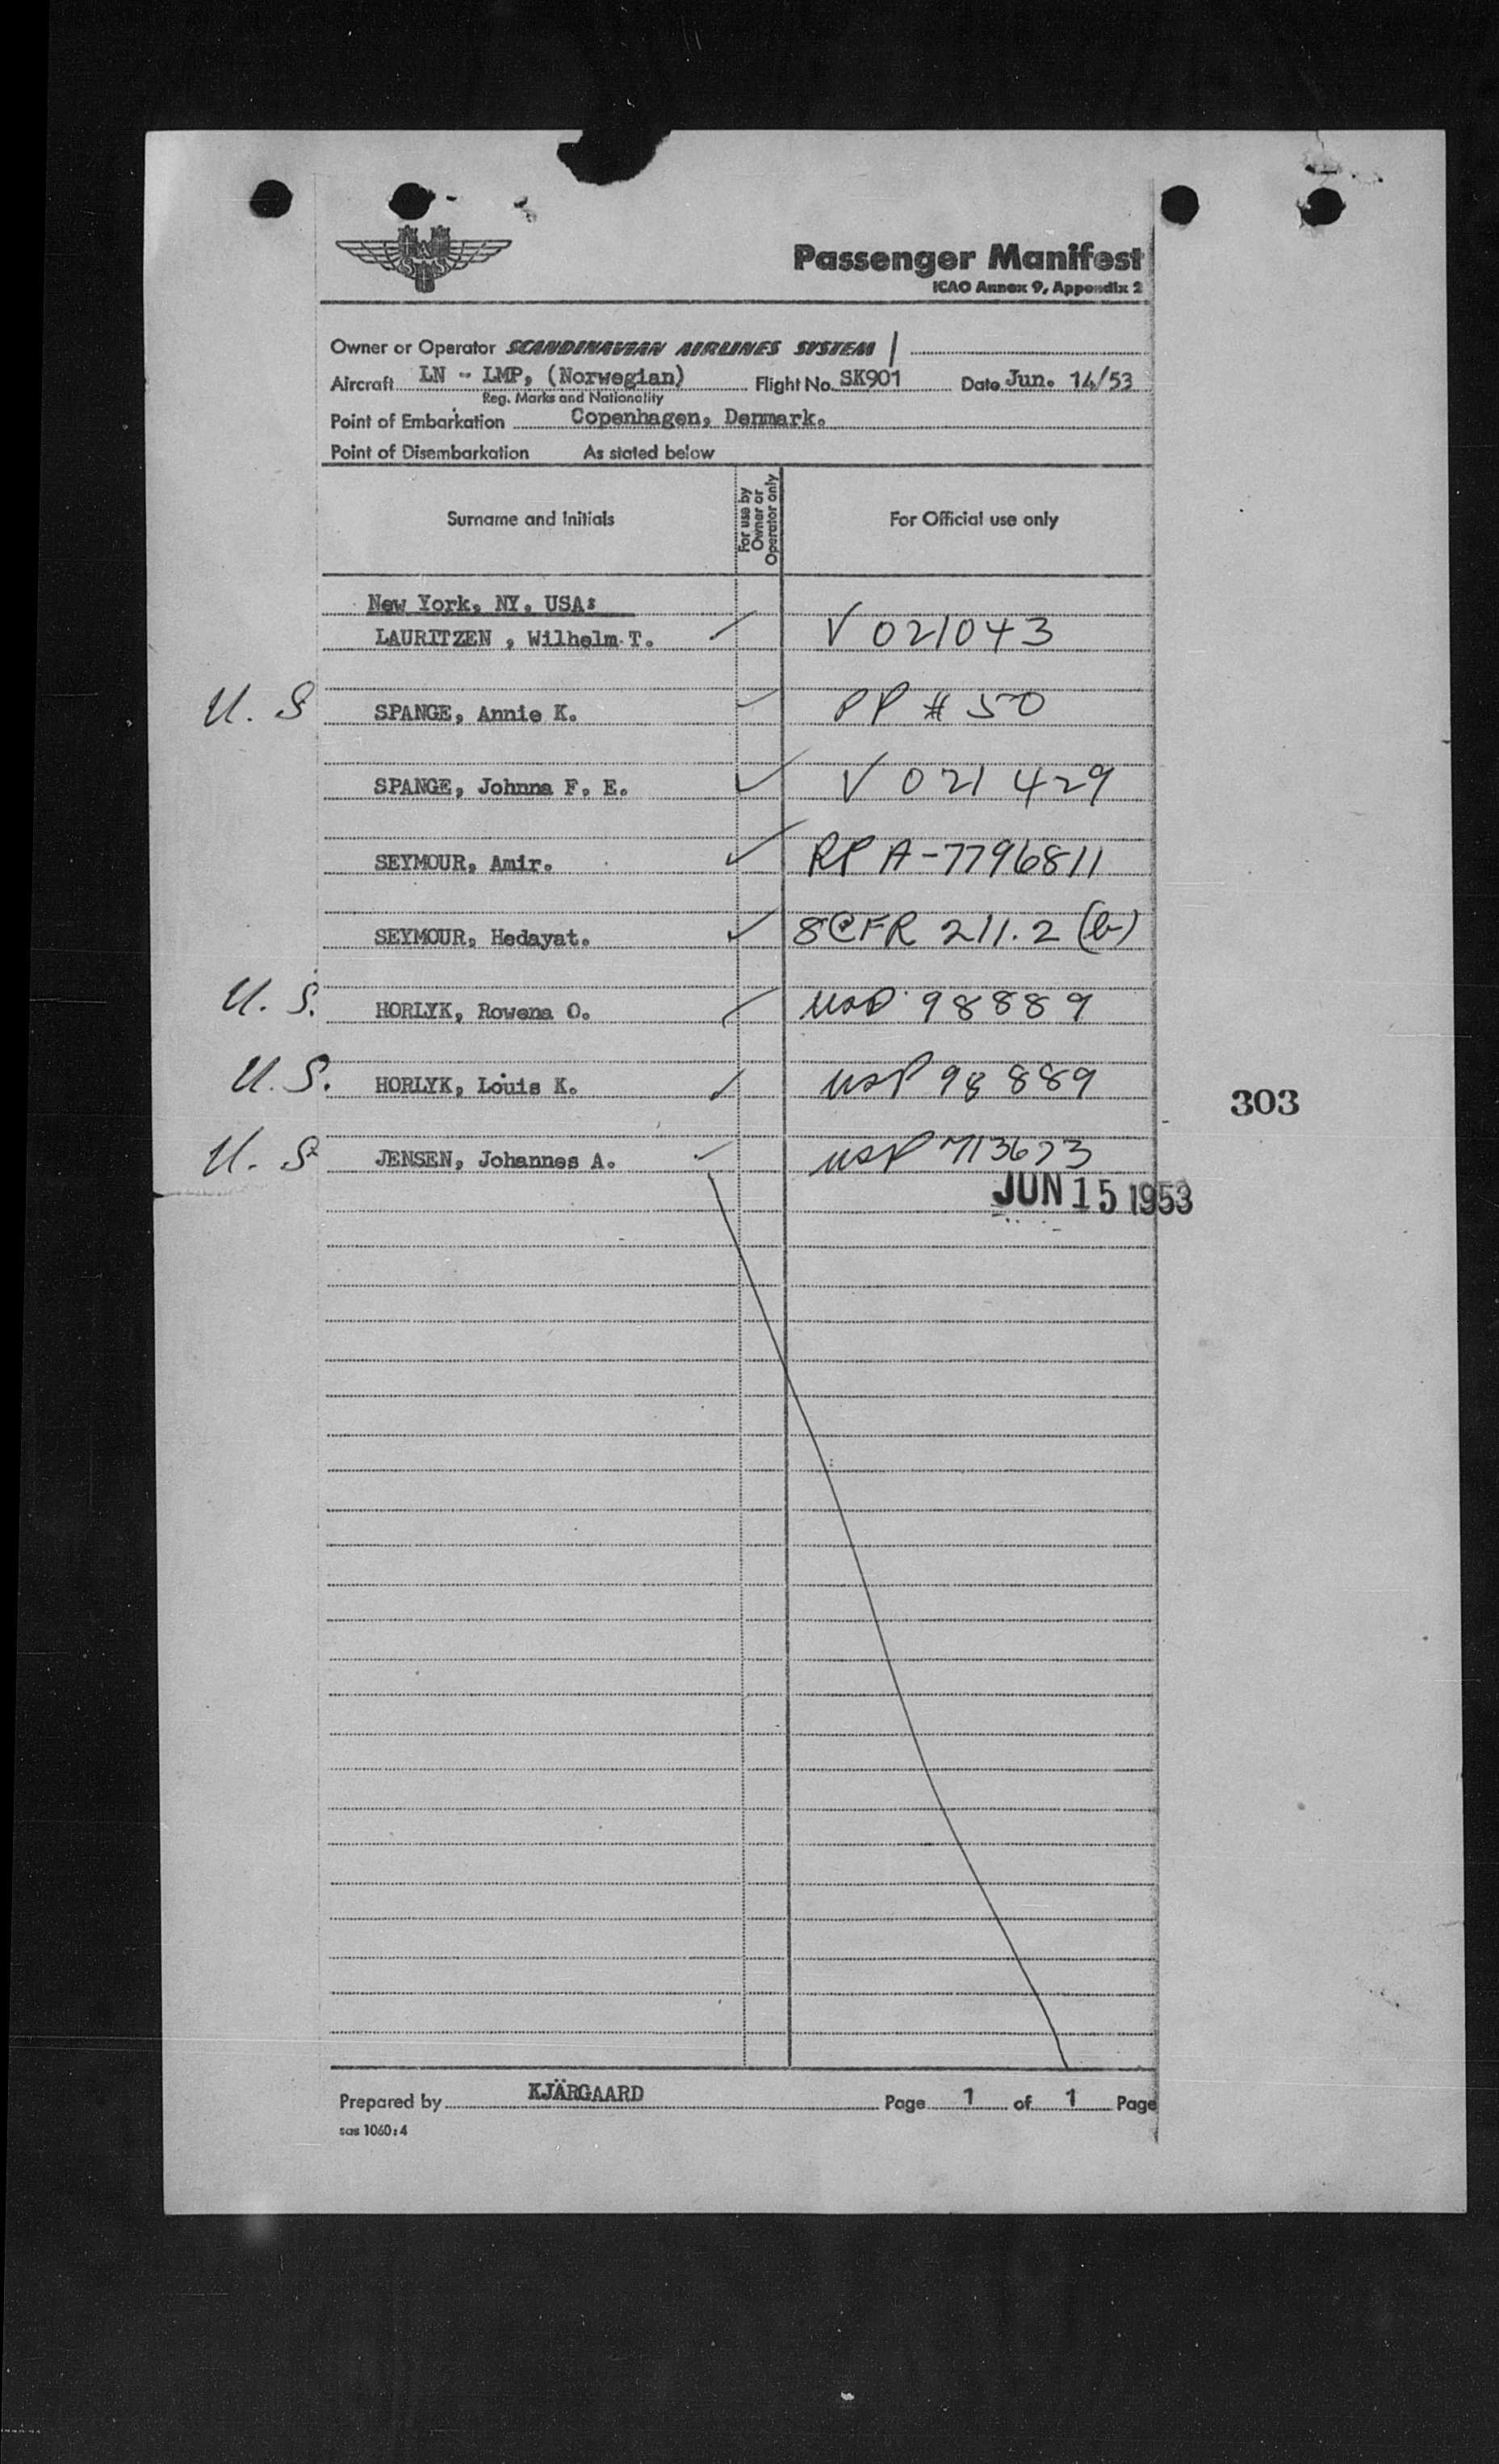 SAS
Passenger Manifest
ICAO Annex 9, Appendix 2
Owner or Operator SCANDINAVIAN AIRLINES SYSTEM
Aircraft LN - LMP, (Norwegian) Flight No. SK901 Date Jun. 14/53
Reg. Marks and Nationality
Point of Embarkation Copenhagen, Denmark.
Point of Disembarkation As stated below
Surname and Initials For use by Owner or Operator only For Official use only
New York, NY, USA:
LAURITZEN , Wilhelm T. V 021043
U. S SPANGE, Annie K. PP # 50
SPANGE, Johnna F. E. V 021 429
SEYMOUR, Amir. RP A-7796811
SEYMOUR, Hedayat. 8CFR 211.2 (b)
U. S. HORLYK, Rowena O. USP 98889
U. S. HORLYK, Louis K. USP 98889
303
U. S JENSEN, Johannes A. USP 713673
JUN 15 1953
Prepared by KJÄRGAARD Page 1 of 1 Page
sas 1060:4